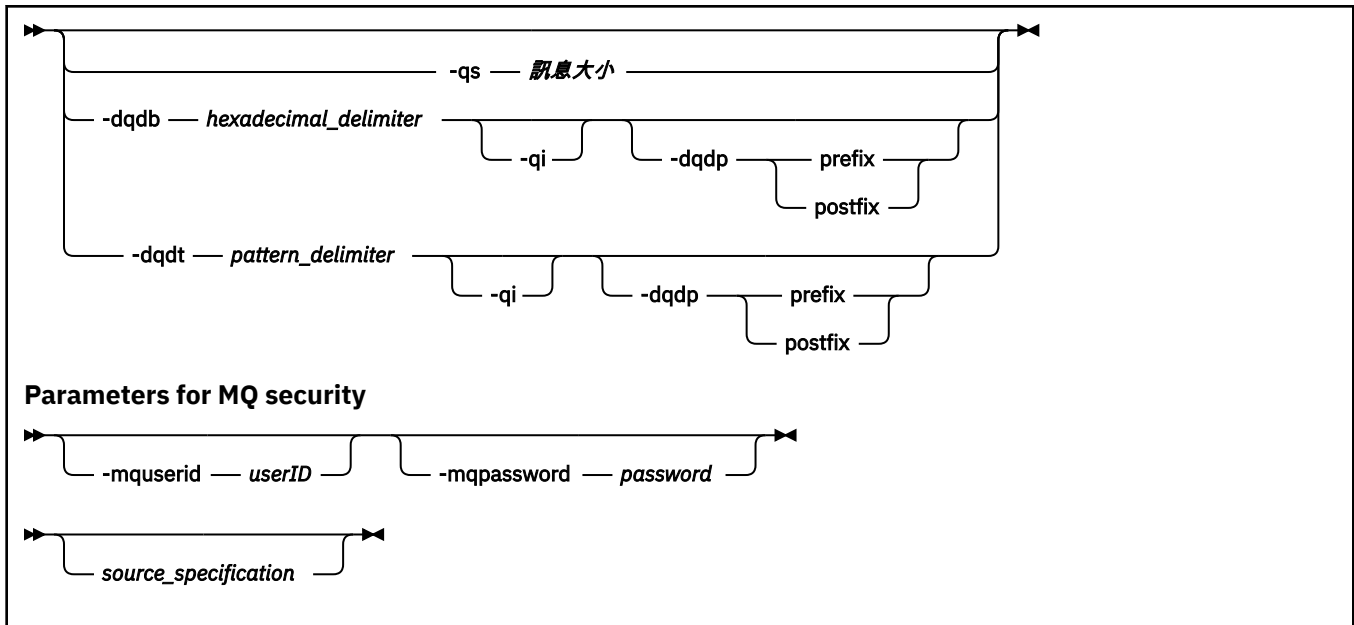 -qs 訊息大小
-dqdb hexadecimal_delimiter
-qi -dqdp prefix
postfix
-dqdt pattern_delimiter
-qi -dqdp prefix
postfix
Parameters for MQ security
-mquserid userID -mqpassword password
source_specification